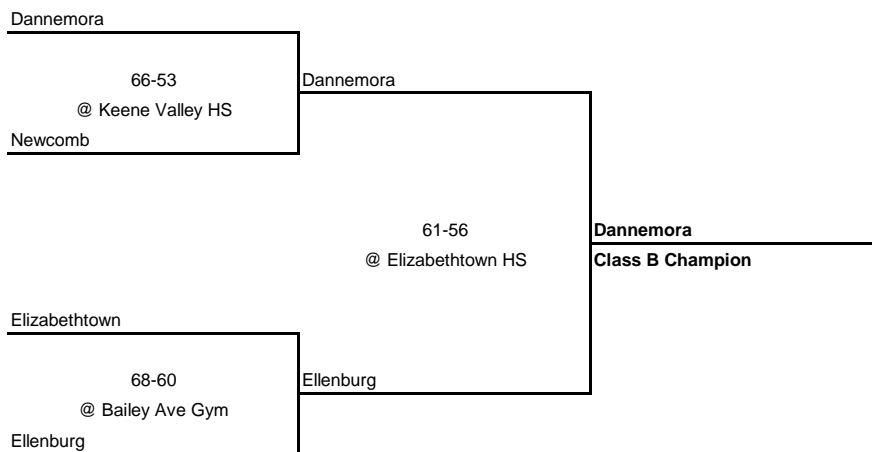 Dannemora
66-53
Dannemora
@ Keene Valley HS
Newcomb
61-56
Dannemora
@ Elizabethtown HS
Class B Champion
Elizabethtown
68-60
Ellenburg
@ Bailey Ave Gym
Ellenburg